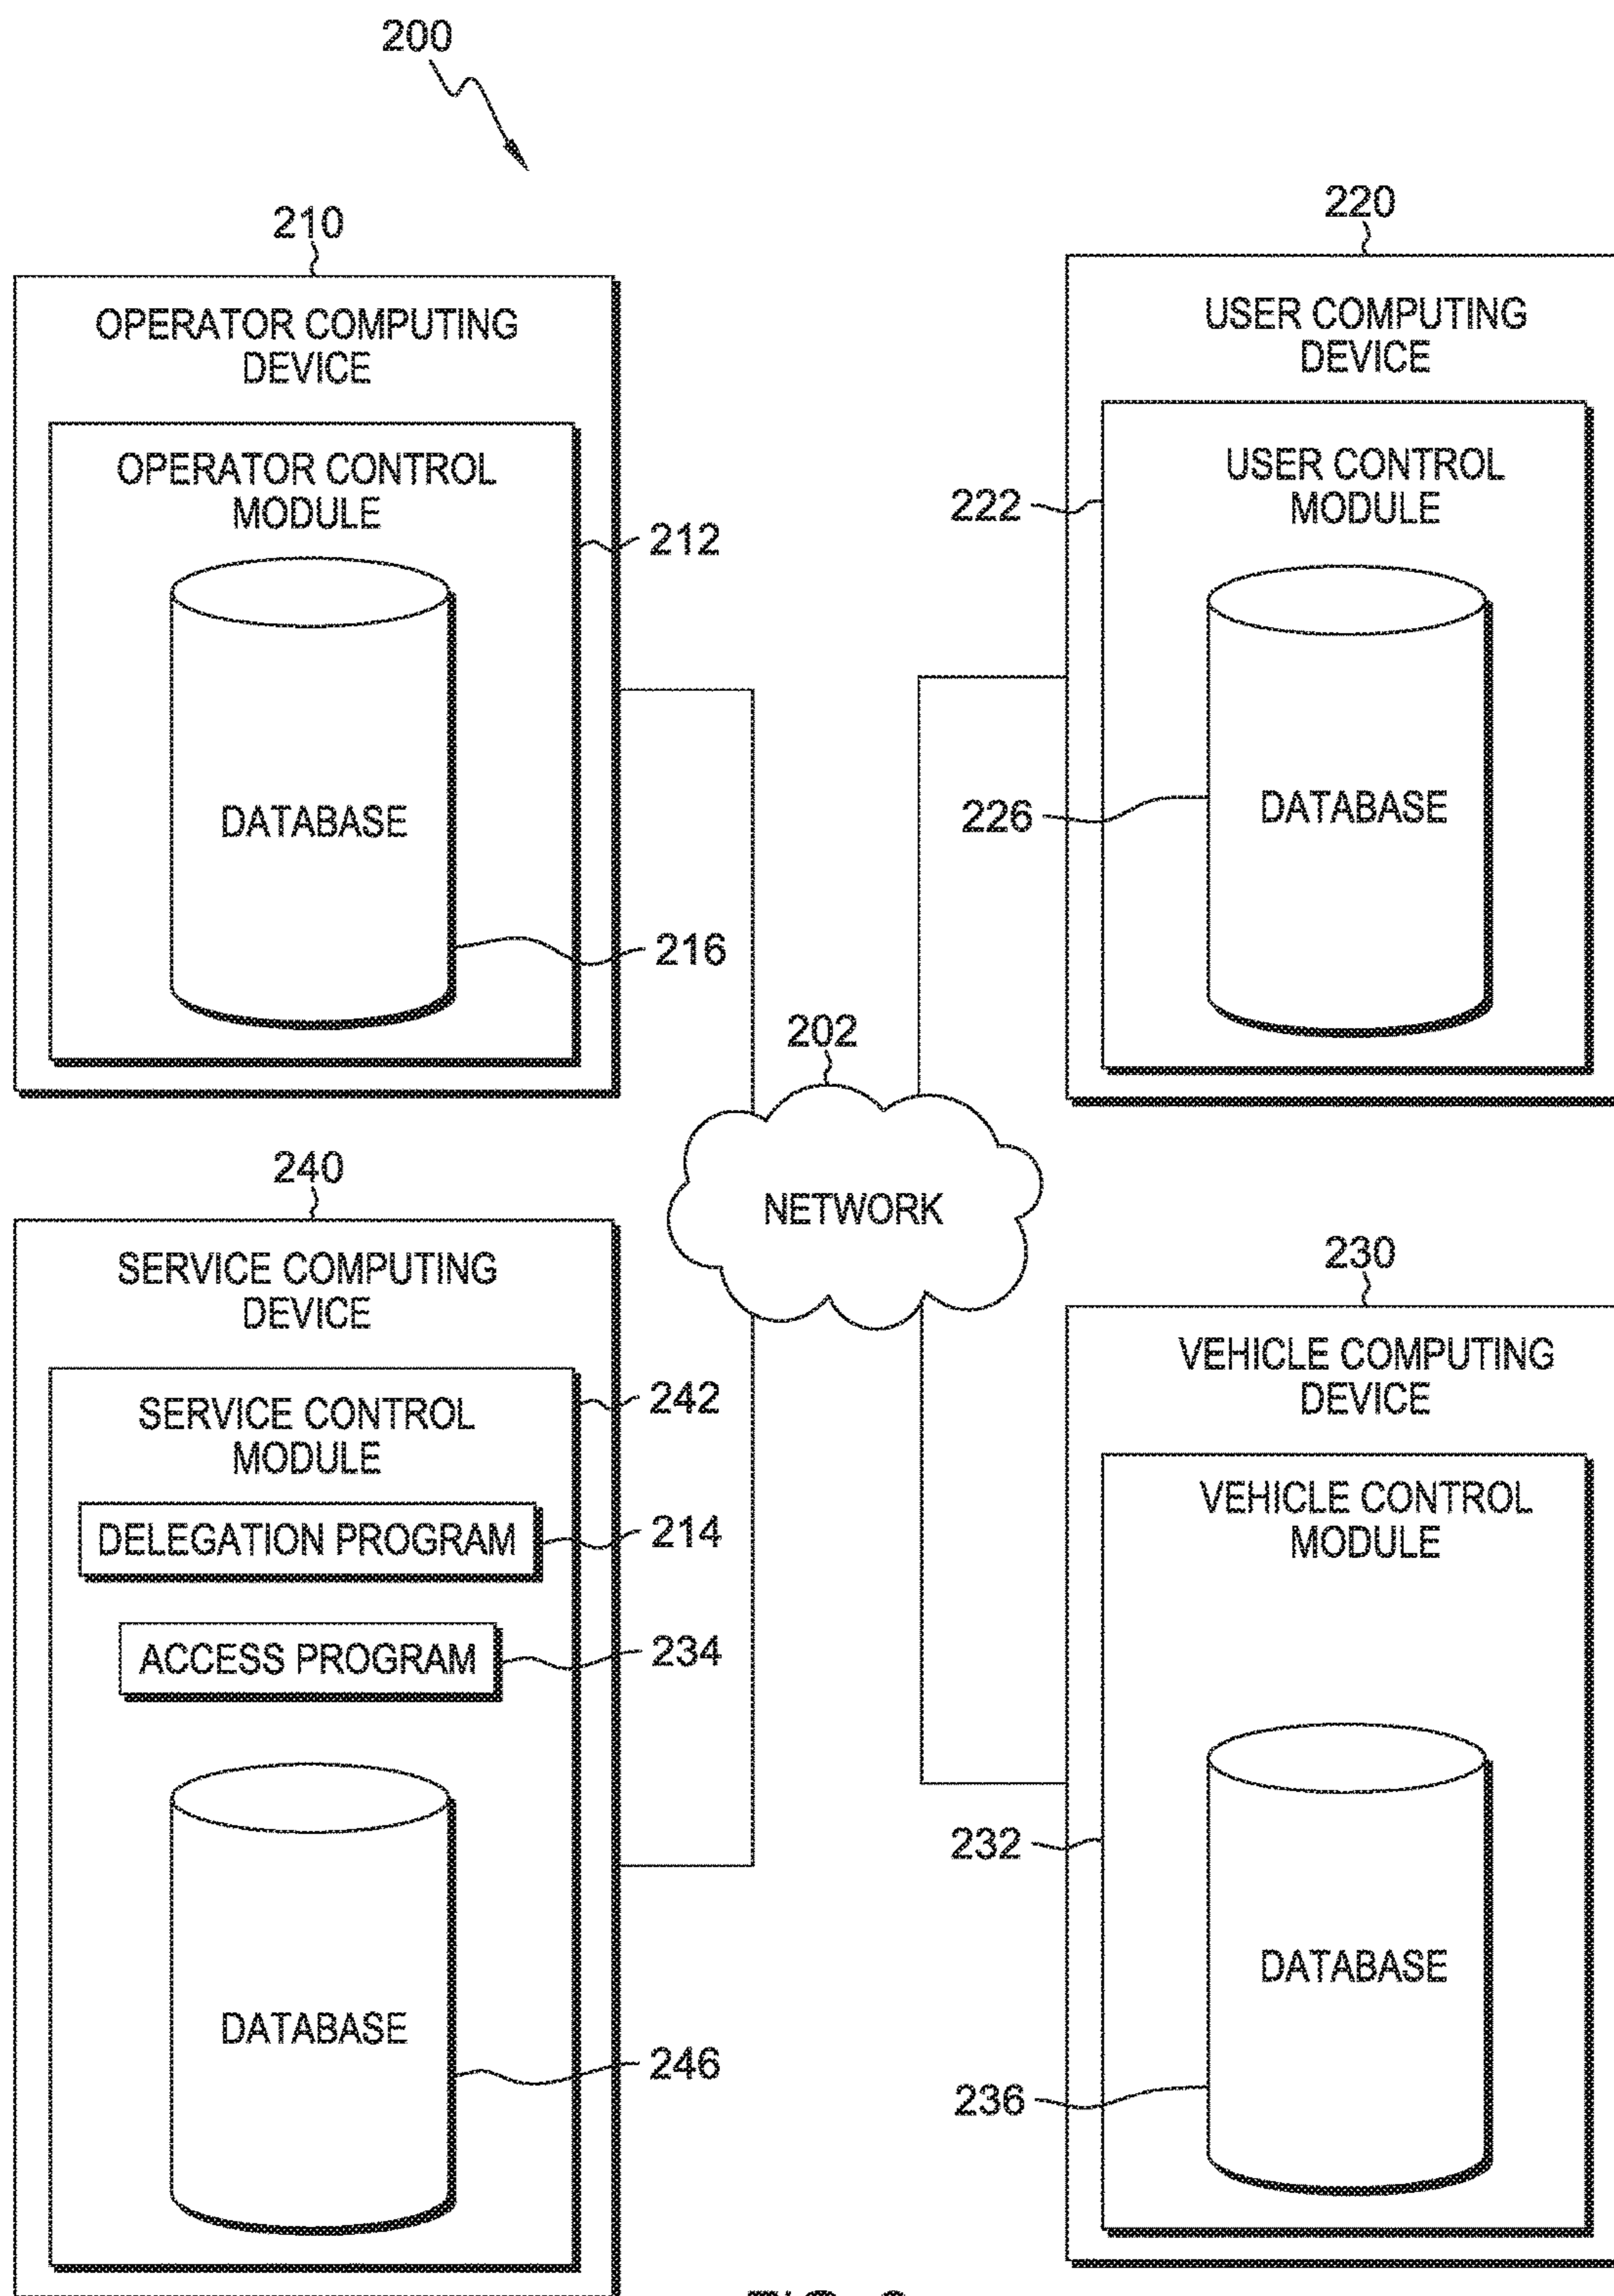 200
210
OPERATOR COMPUTING
DEVICE
OPERATOR CONTROL
MODULE
212
DATABASE
216
220
USER COMPUTING
DEVICE
USER CONTROL
MODULE
222
DATABASE
226
202
NETWORK
240
SERVICE COMPUTING
DEVICE
SERVICE CONTROL
MODULE
242
DELEGATION PROGRAM
214
ACCESS PROGRAM
234
DATABASE
246
230
VEHICLE COMPUTING
DEVICE
VEHICLE CONTROL
MODULE
232
DATABASE
236